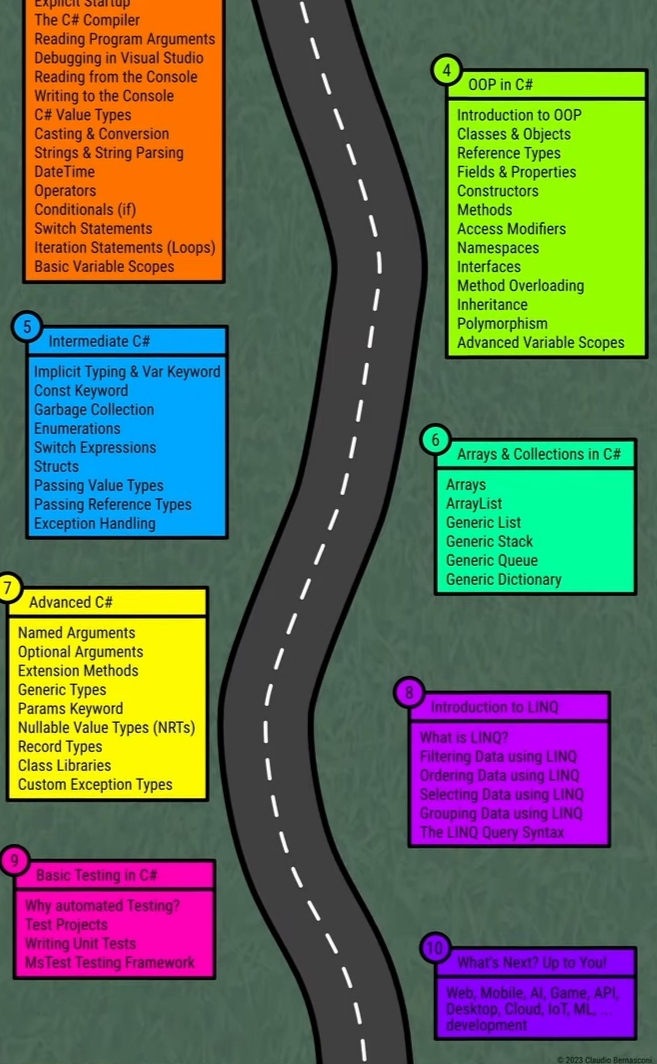 Explicit Startup
The C# Compiler
Reading Program Arguments
Debugging in Visual Studio
Reading from the Console
Writing to the Console
C# Value Types
Casting & Conversion
Strings & String Parsing
DateTime
Operators
Conditionals (if)
Switch Statements
Iteration Statements (Loops)
Basic Variable Scopes
4
OOP in C#
Introduction to OOP
Classes & Objects
Reference Types
Fields & Properties
Constructors
Methods
Access Modifiers
Namespaces
Interfaces
Method Overloading
Inheritance
Polymorphism
Advanced Variable Scopes
5
Intermediate C#
Implicit Typing & Var Keyword
Const Keyword
Garbage Collection
Enumerations
Switch Expressions
Structs
Passing Value Types
Passing Reference Types
Exception Handling
6
Arrays & Collections in C#
Arrays
ArrayList
Generic List
Generic Stack
Generic Queue
Generic Dictionary
7
Advanced C#
Named Arguments
Optional Arguments
Extension Methods
Generic Types
Params Keyword
Nullable Value Types (NRTs)
Record Types
Class Libraries
Custom Exception Types
8
Introduction to LINQ
What is LINQ?
Filtering Data using LINQ
Ordering Data using LINQ
Selecting Data using LINQ
Grouping Data using LINQ
The LINQ Query Syntax
9
Basic Testing in C#
Why automated Testing?
Test Projects
Writing Unit Tests
MsTest Testing Framework
10
What's Next? Up to You!
Web, Mobile, AI, Game, API,
Desktop, Cloud, IoT, ML, ...
development
© 2023 Claudio Bernasconi